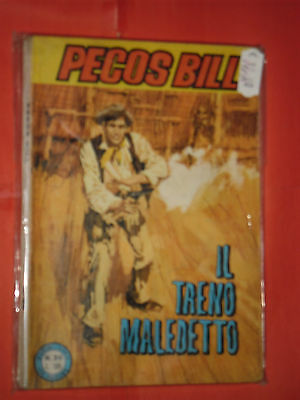 PECOS BILL
IL
TRENO
MALEDETTO